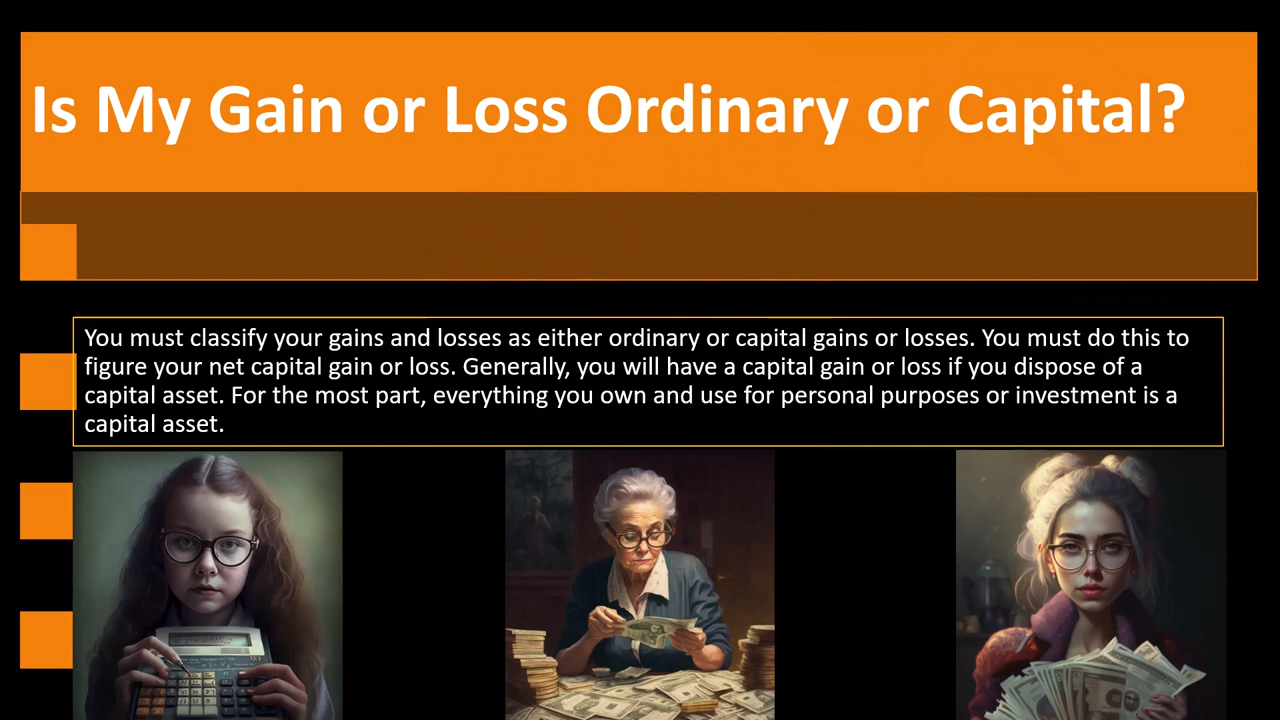 Is My Gain or Loss Ordinary or Capital?
You must classify your gains and losses as either ordinary or capital gains or losses. You must do this to
figure your net capital gain or loss. Generally, you will have a capital gain or loss if you dispose of a
capital asset. For the most part, everything you own and use for personal purposes or investment is a
capital asset.